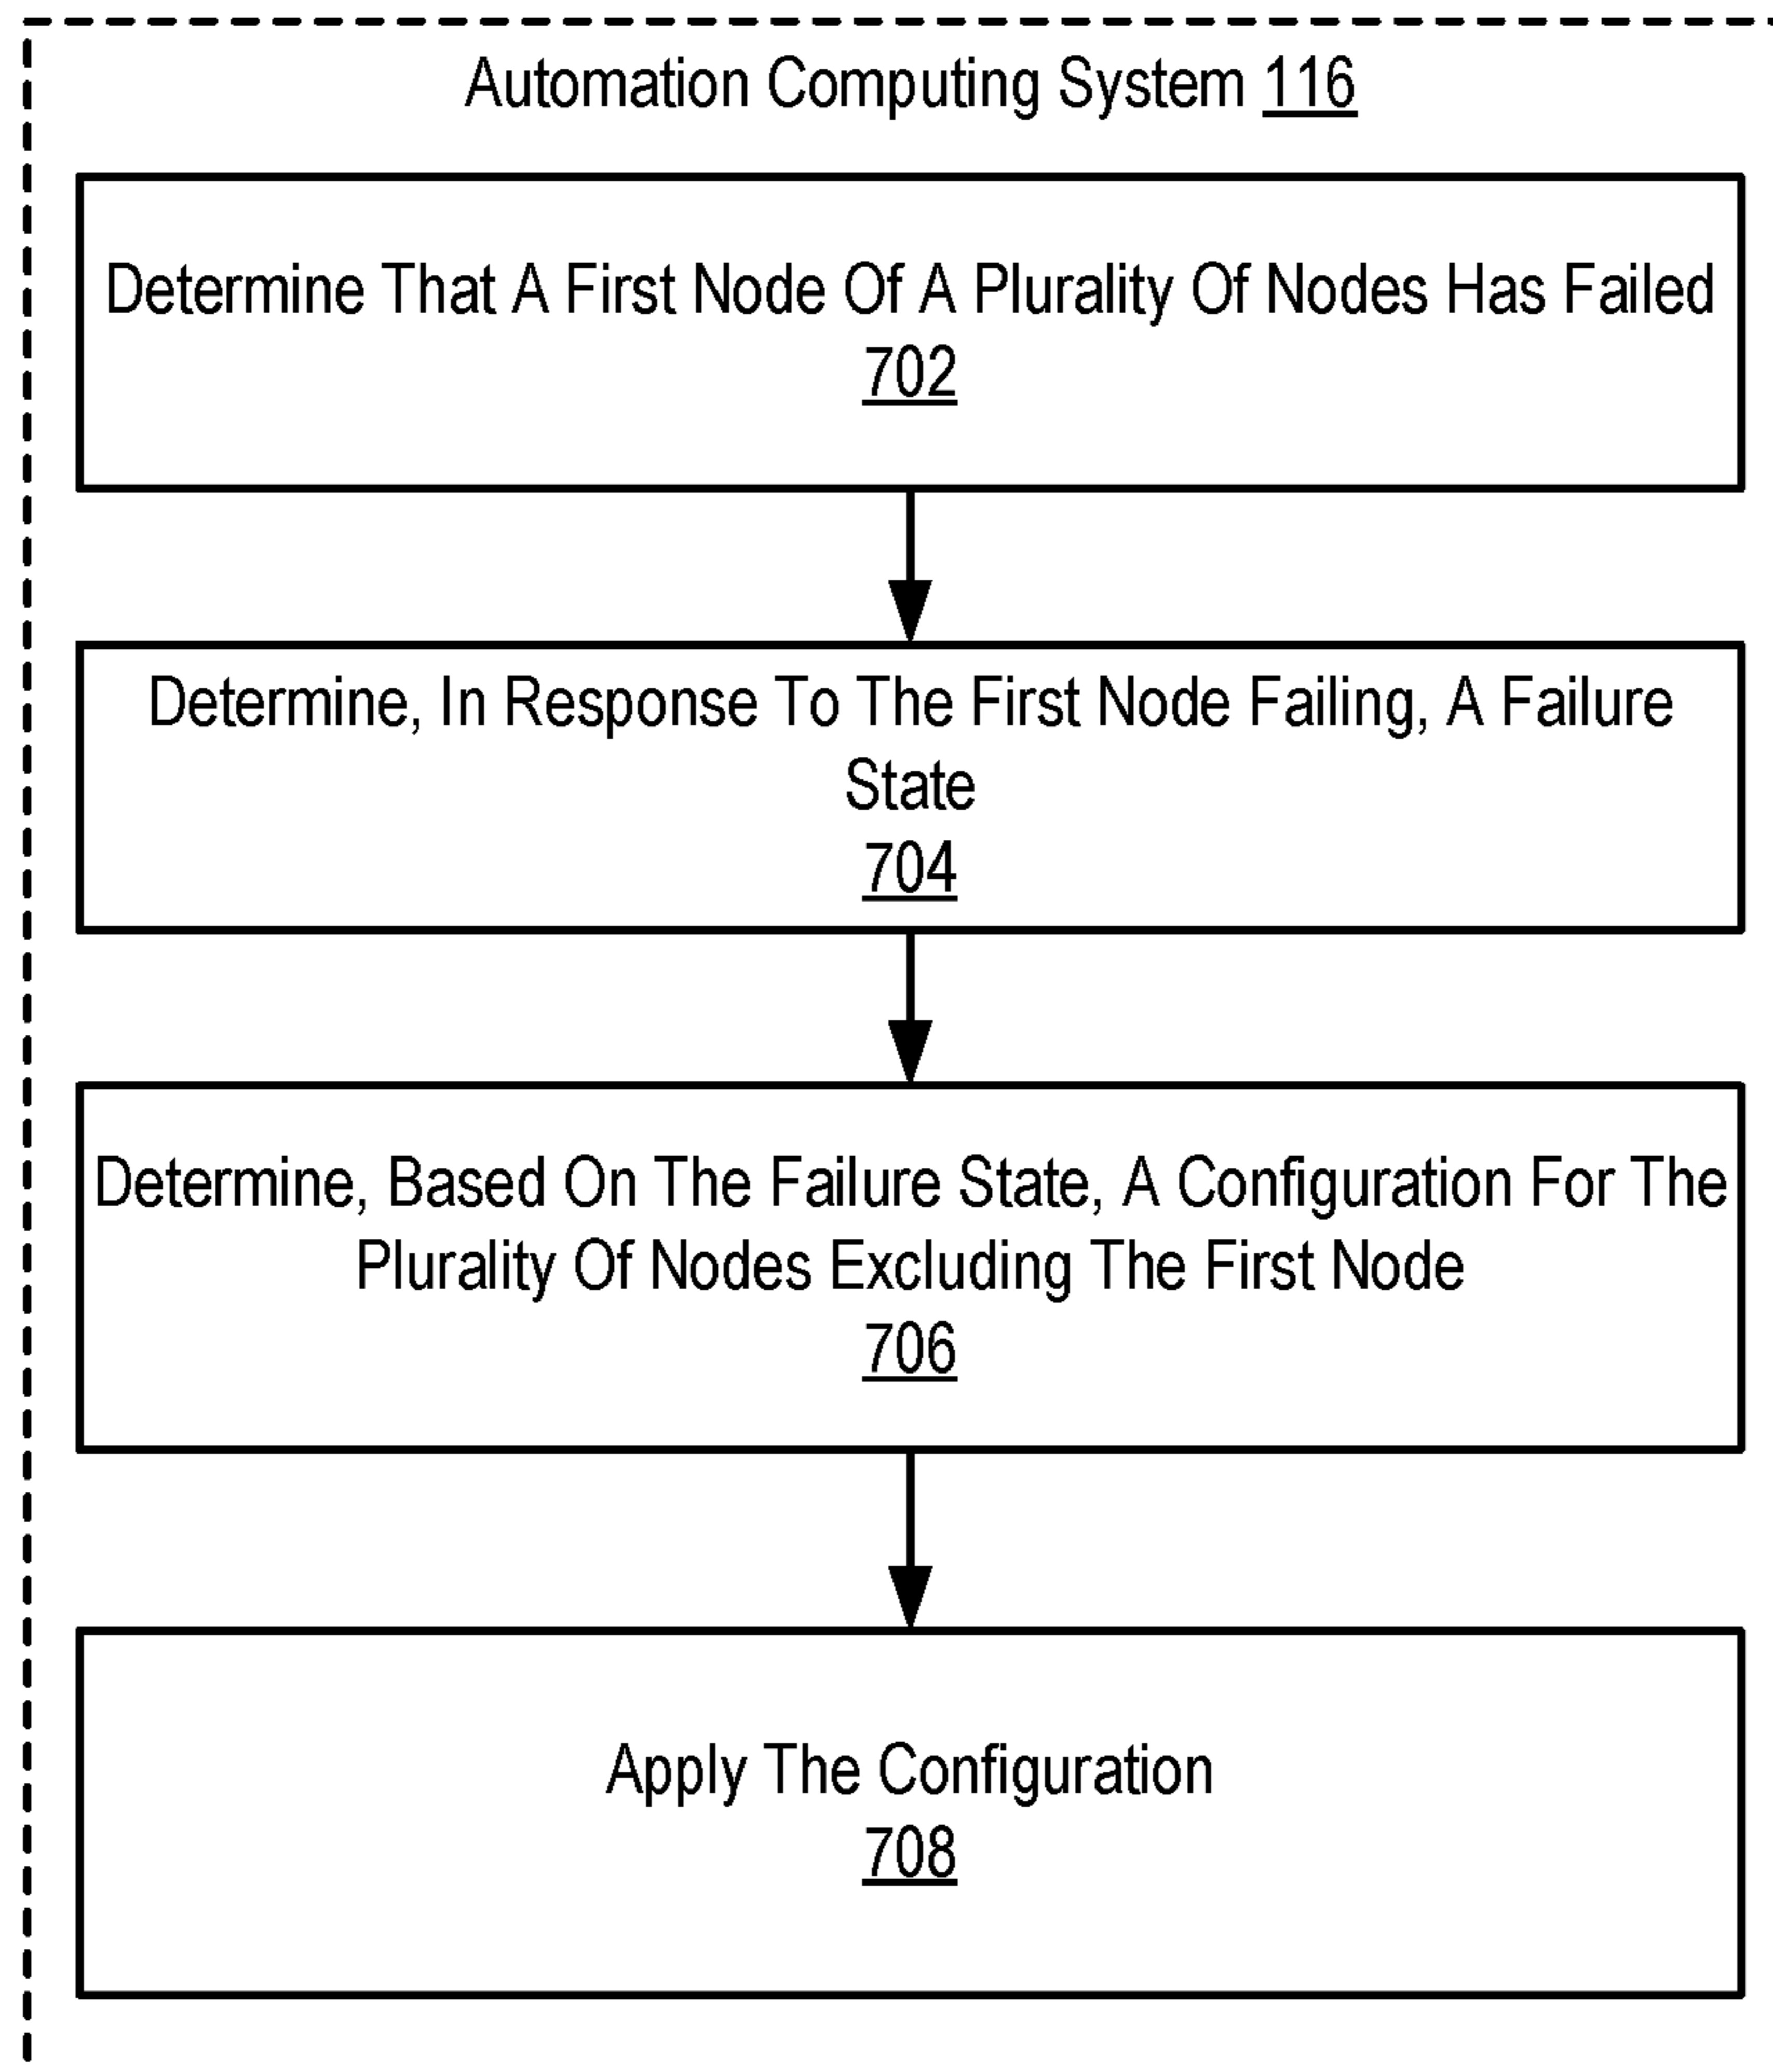 Automation Computing System 116
Determine That A First Node Of A Plurality Of Nodes Has Failed
702
Determine, In Response To The First Node Failing, A Failure
State
704
Determine, Based On The Failure State, A Configuration For The
Plurality Of Nodes Excluding The First Node
706
Apply The Configuration
708